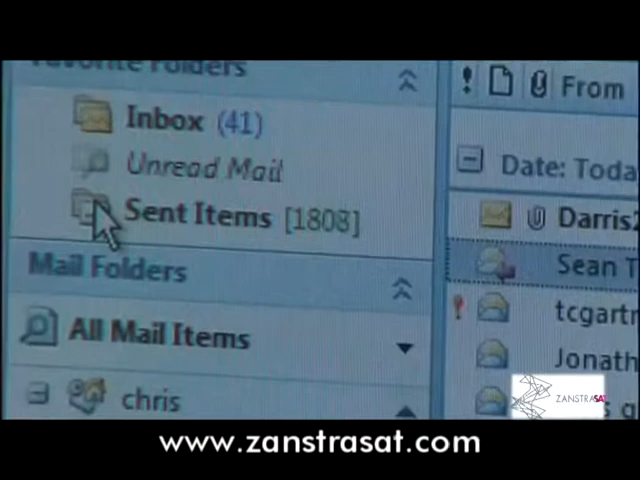 Favorite Folders
Inbox (41)
Unread Mail
Sent Items [1808]
Mail Folders
All Mail Items
chris
! From
Date: Toda
Darris
Sean T
tcgartr
Jonath
ZANSTRASAT
www.zanstrasat.com